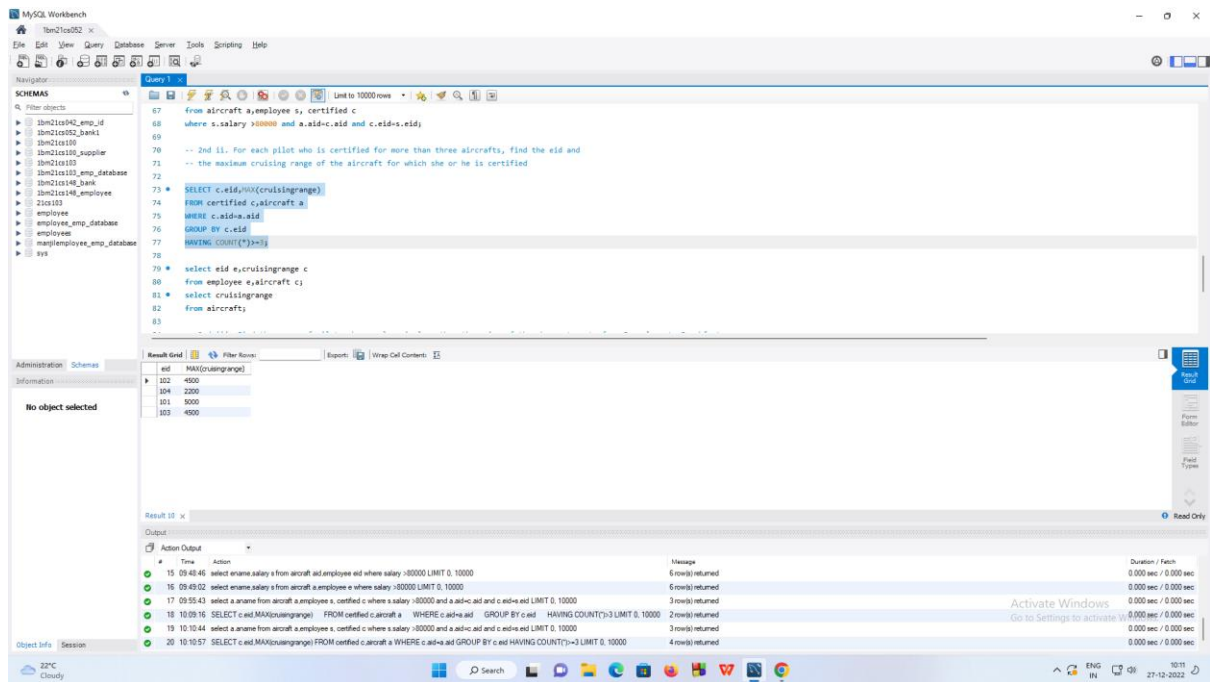 MySQL Workbench
1bm21cs052 ×
File Edit View Query Database Server Tools Scripting Help
Navigator
SCHEMAS
Filter objects
1bm21cs042_emp_id
1bm21cs052_bank1
1bm21cs100
1bm21cs100_supplier
1bm21cs103
1bm21cs103_emp_database
1bm21cs148_bank
1bm21cs148_employee
21cs103
employee
employee_emp_database
employees
manjilemployee_emp_database
sys
Administration Schemas
Information
No object selected
Object Info Session
Query 1 ×
Limit to 10000 rows
67 from aircraft a,employee s, certified c
68 where s.salary >80000 and a.aid=c.aid and c.eid=s.eid;
69
70 -- 2nd ii. For each pilot who is certified for more than three aircrafts, find the eid and
71 -- the maximum cruising range of the aircraft for which she or he is certified
72
73 SELECT c.eid,MAX(cruisingrange)
74 FROM certified c,aircraft a
75 WHERE c.aid=a.aid
76 GROUP BY c.eid
77 HAVING COUNT(*)>=3;
78
79 select eid e,cruisingrange c
80 from employee e,aircraft c;
81 select cruisingrange
82 from aircraft;
83
Result Grid Filter Rows: Export: Wrap Cell Content:
eid MAX(cruisingrange)
102 4500
104 2200
101 5000
103 4500
Result Grid
Form Editor
Field Types
Result 10 ×
Read Only
Output
Action Output
# Time Action Message Duration / Fetch
15 09:48:46 select ename,salary s from aircraft aid,employee eid where salary >80000 LIMIT 0, 10000 6 row(s) returned 0.000 sec / 0.000 sec
16 09:49:02 select ename,salary s from aircraft a,employee e where salary >80000 LIMIT 0, 10000 6 row(s) returned 0.000 sec / 0.000 sec
17 09:55:43 select a.aname from aircraft a,employee s, certified c where s.salary >80000 and a.aid=c.aid and c.eid=s.eid LIMIT 0, 10000 3 row(s) returned 0.000 sec / 0.000 sec
18 10:09:16 SELECT c.eid,MAX(cruisingrange) FROM certified c,aircraft a WHERE c.aid=a.aid GROUP BY c.eid HAVING COUNT(*)>3 LIMIT 0, 10000 2 row(s) returned 0.000 sec / 0.000 sec
19 10:10:44 select a.aname from aircraft a,employee s, certified c where s.salary >80000 and a.aid=c.aid and c.eid=s.eid LIMIT 0, 10000 3 row(s) returned 0.000 sec / 0.000 sec
20 10:10:57 SELECT c.eid,MAX(cruisingrange) FROM certified c,aircraft a WHERE c.aid=a.aid GROUP BY c.eid HAVING COUNT(*)>=3 LIMIT 0, 10000 4 row(s) returned 0.000 sec / 0.000 sec
Activate Windows
Go to Settings to activate
22°C
Cloudy
Search
ENG
IN
10:11
27-12-2022